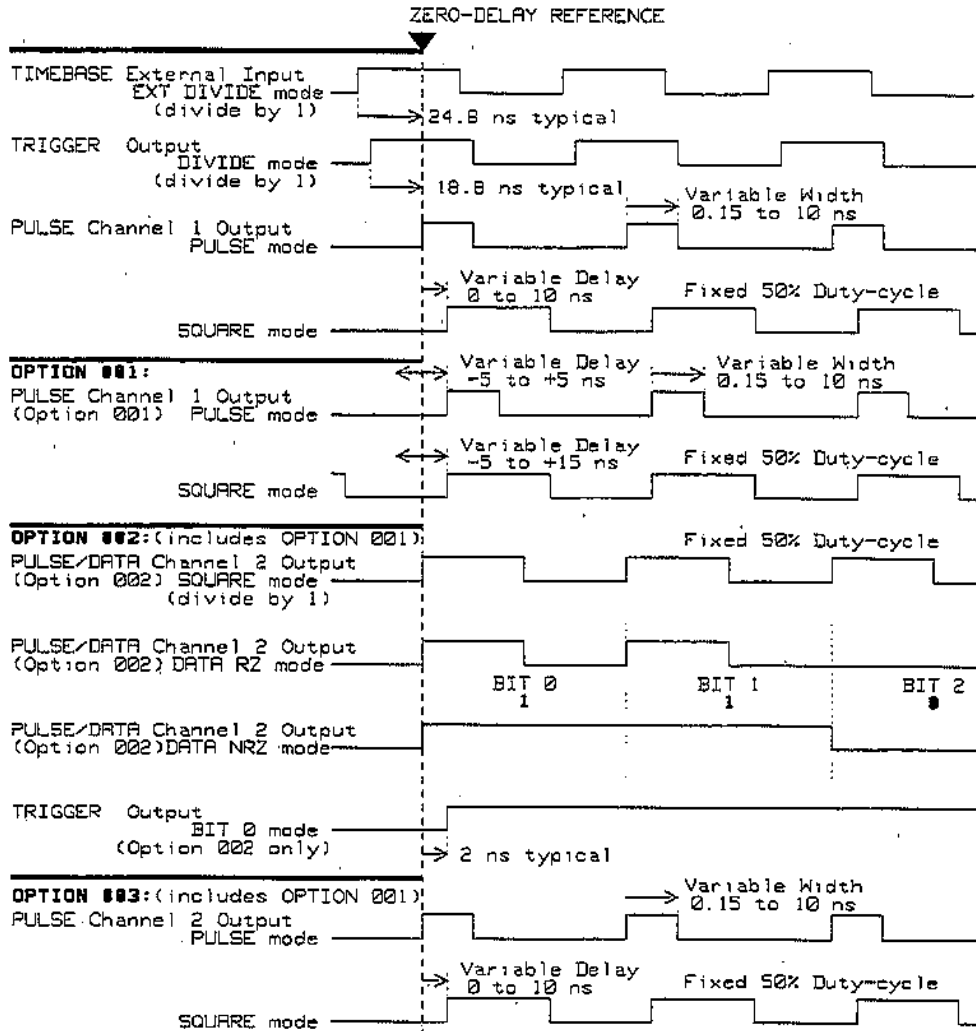 ZERO-DELAY REFERENCE
TIMEBASE External Input
EXT DIVIDE mode
(divide by 1)
24.8 ns typical
TRIGGER Output
DIVIDE mode
(divide by 1)
18.8 ns typical
Variable Width
0.15 to 10 ns
PULSE Channel 1 Output
PULSE mode
Variable Delay
0 to 10 ns
Fixed 50% Duty-cycle
SQUARE mode
OPTION 001:
Variable Delay
-5 to +5 ns
Variable Width
0.15 to 10 ns
PULSE Channel 1 Output
(Option 001) PULSE mode
Variable Delay
-5 to +15 ns
Fixed 50% Duty-cycle
SQUARE mode
OPTION 002:(includes OPTION 001)
Fixed 50% Duty-cycle
PULSE/DATA Channel 2 Output
(Option 002) SQUARE mode
(divide by 1)
PULSE/DATA Channel 2 Output
(Option 002) DATA RZ mode
BIT 0
1
BIT 1
1
BIT 2
0
PULSE/DATA Channel 2 Output
(Option 002)DATA NRZ mode
TRIGGER Output
BIT 0 mode
(Option 002 only)
2 ns typical
OPTION 003:(includes OPTION 001)
Variable Width
0.15 to 10 ns
PULSE Channel 2 Output
PULSE mode
Variable Delay
0 to 10 ns
Fixed 50% Duty-cycle
SQUARE mode